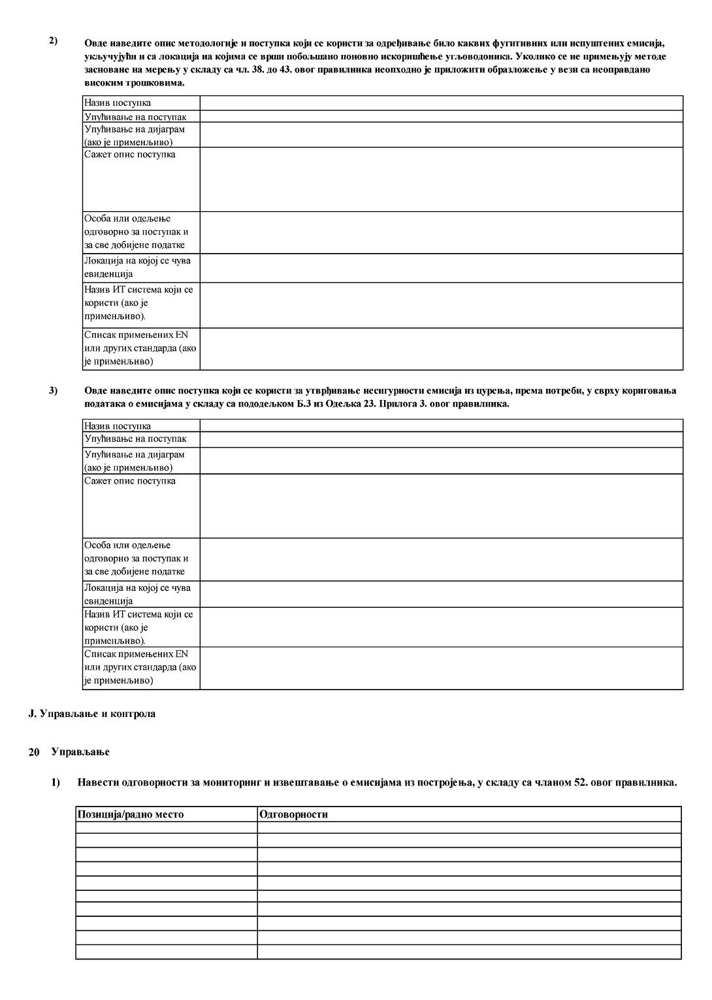 2) Овде наведите опис методологије и поступка који се користи за одређивање било каквих фугитивних или испуштених емисија,
укључујући и са локација на којима се врши побољшано поновно искоришћење угљоводоника. Уколико се не примењују методе
засноване на мерењу у складу са чл. 38. до 43. овог правилника неопходно је приложити образложење у вези са неоправдано
високим трошковима.
Назив поступка
Упућивање на поступак
Упућивање на дијаграм
(ако је применљиво)
Сажет опис поступка
Особа или одељење
одговорно за поступак и
за све добијене податке
Локација на којој се чува
евиденција
Назив ИТ система који се
користи (ако је
применљиво).
Списак примењених EN
или других стандарда (ако
је применљиво)
3) Овде наведите опис поступка који се користи за утврђивање несигурности емисија из цурења, према потреби, у сврху кориговања
података о емисијама у складу са пододељком Б.3 из Одељка 23. Прилога 3. овог правилника.
Назив поступка
Упућивање на поступак
Упућивање на дијаграм
(ако је применљиво)
Сажет опис поступка
Особа или одељење
одговорно за поступак и
за све добијене податке
Локација на којој се чува
евиденција
Назив ИТ система који се
користи (ако је
применљиво).
Списак примењених EN
или других стандарда (ако
је применљиво)
Ј. Управљање и контрола
20 Управљање
1) Навести одговорности за мониторинг и извештавање о емисијама из постројења, у складу са чланом 52. овог правилника.
Позиција/радно место Одговорности